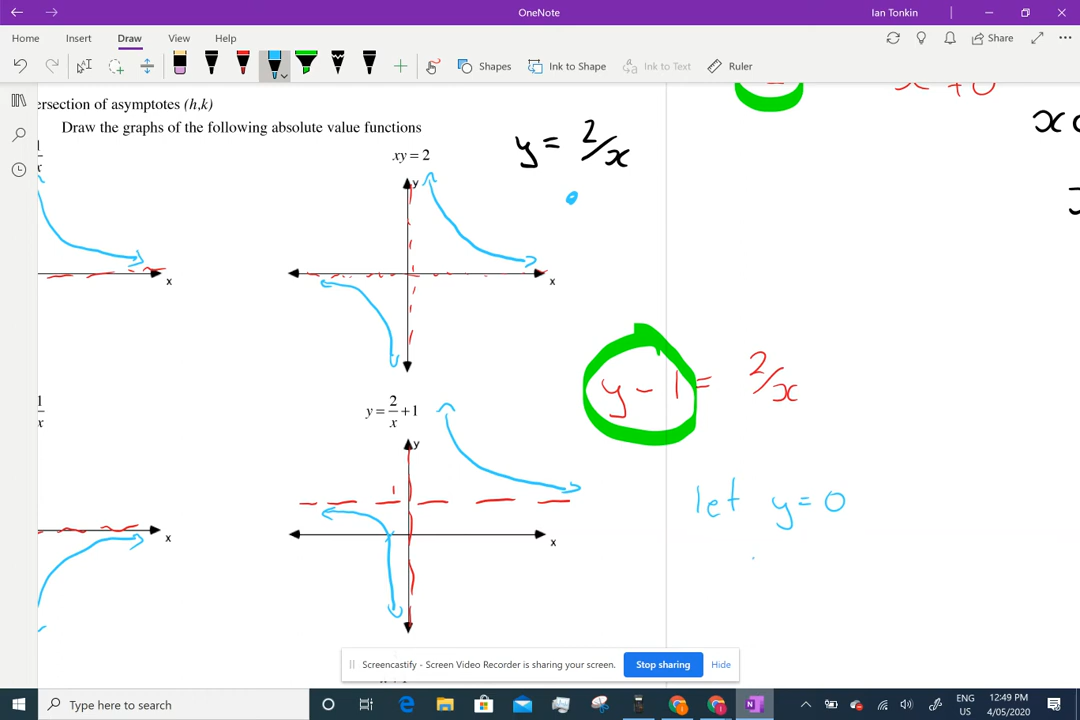 OneNote
Ian Tonkin
Home Insert Draw View Help
Share
Shapes Ink to Shape Ink to Text Ruler
ersection of asymptotes (h,k)
Draw the graphs of the following absolute value functions
1
x
xy = 2
y = 2/x
y
x
x
y - 1 = 2/x
1
x
y = 2/x + 1
y
1
let y = 0
x
x
Screencastify - Screen Video Recorder is sharing your screen. Stop sharing Hide
Type here to search
ENG
US
12:49 PM
4/05/2020